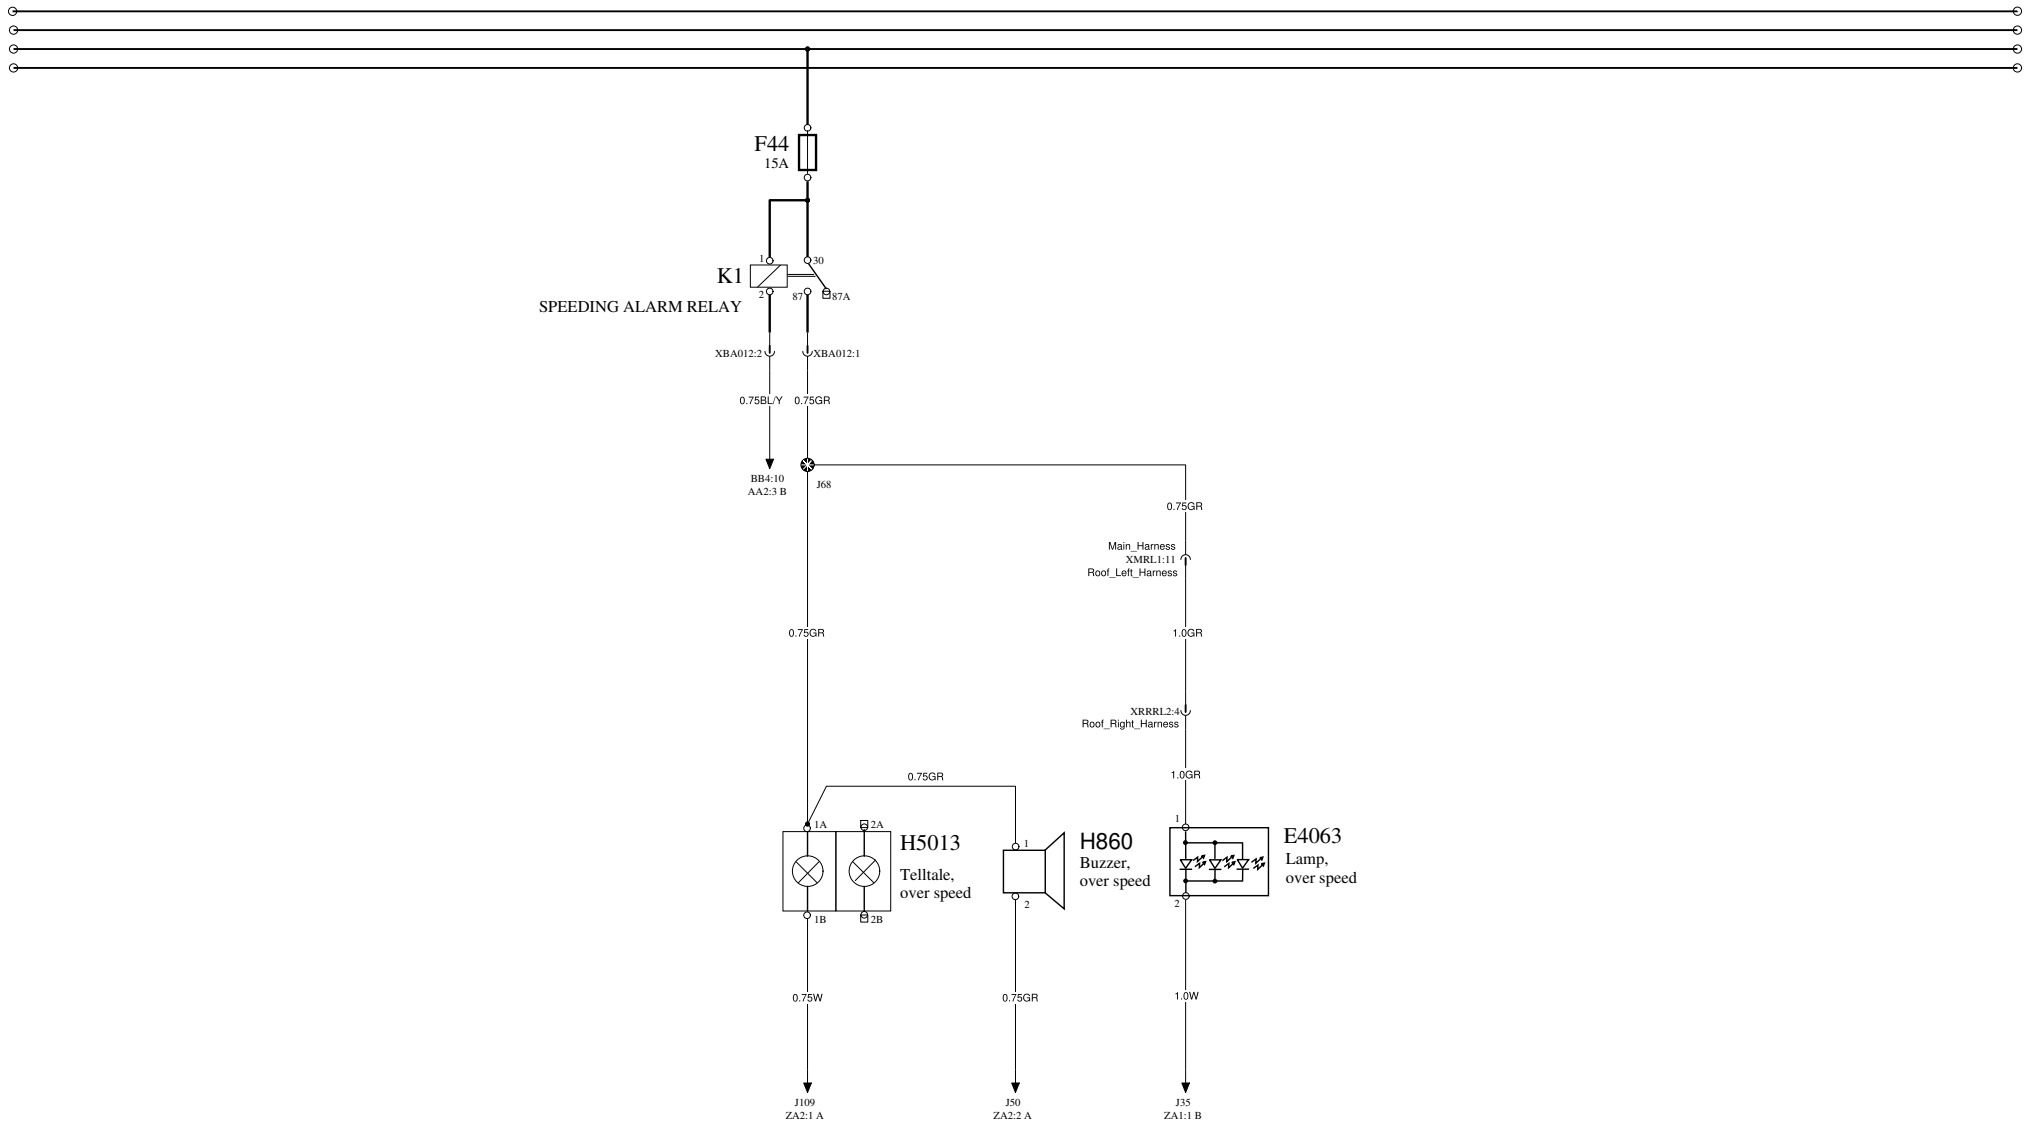 F44
15A
1
30
K1
2
87
87A
SPEEDING ALARM RELAY
XBA012:2
XBA012:1
0.75BL/Y
0.75GR
BB4:10
AA2:3 B
J68
0.75GR
Main_Harness
XMRL1:11
Roof_Left_Harness
0.75GR
1.0GR
XRRRL2:4
Roof_Right_Harness
0.75GR
1.0GR
1A
2A
H5013
Telltale,
over speed
1B
2B
1
H860
Buzzer,
over speed
2
1
E4063
Lamp,
over speed
2
0.75W
0.75GR
1.0W
J109
ZA2:1 A
J50
ZA2:2 A
J35
ZA1:1 B